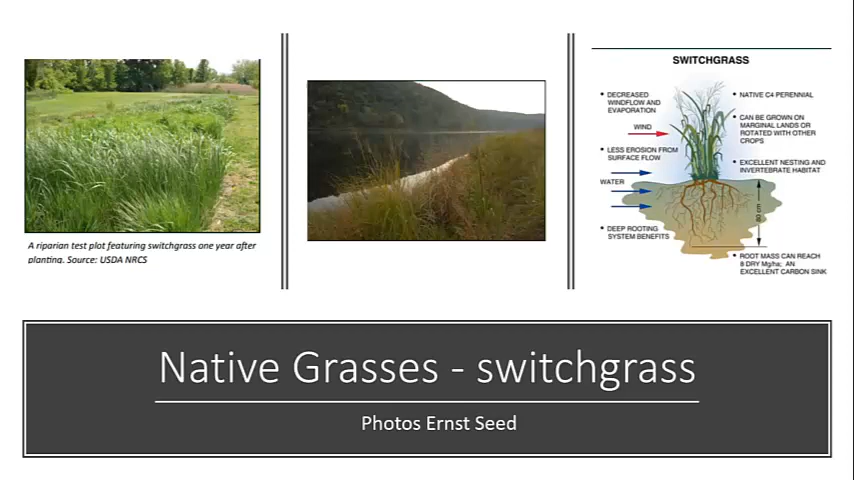 A riparian test plot featuring switchgrass one year after
planting. Source: USDA NRCS
SWITCHGRASS
• DECREASED
WINDFLOW AND
EVAPORATION
WIND
• LESS EROSION FROM
SURFACE FLOW
WATER
• DEEP ROOTING
SYSTEM BENEFITS
• NATIVE C4 PERENNIAL
• CAN BE GROWN ON
MARGINAL LANDS OR
ROTATED WITH OTHER
CROPS
• EXCELLENT NESTING AND
INVERTEBRATE HABITAT
• ROOT MASS CAN REACH
8 DRY Mg/ha; AN
EXCELLENT CARBON SINK
Native Grasses - switchgrass
Photos Ernst Seed